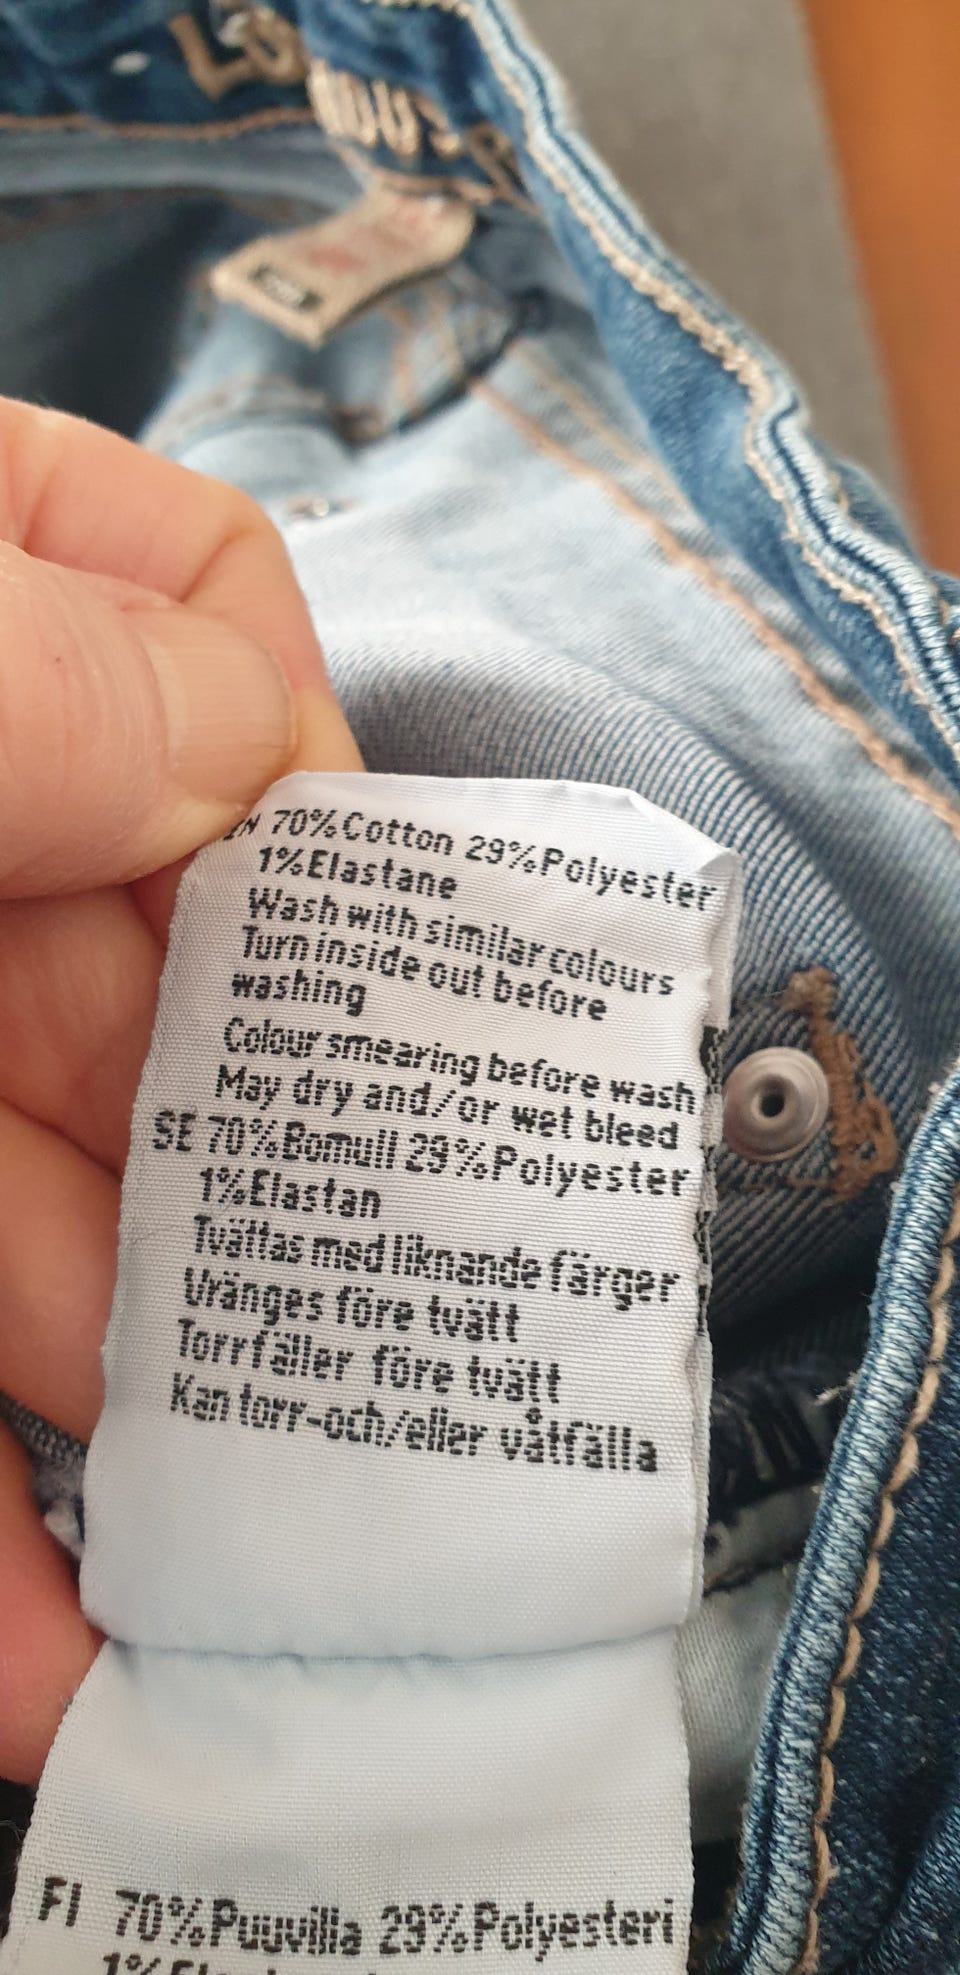 70%Cotton 29%Polyester
1%Elastane
Wash with similar colours
Turn inside out before
washing
Colour smearing before wash
May dry and/or wet bleed
SE 70%Bomull 29%Polyester
1%Elastan
Tvättas med liknande färger
Vränges före tvätt
Torrfäller före tvätt
Kan torr-och/eller våtfälla
FI 70%Puuvilla 29%Polyesteri